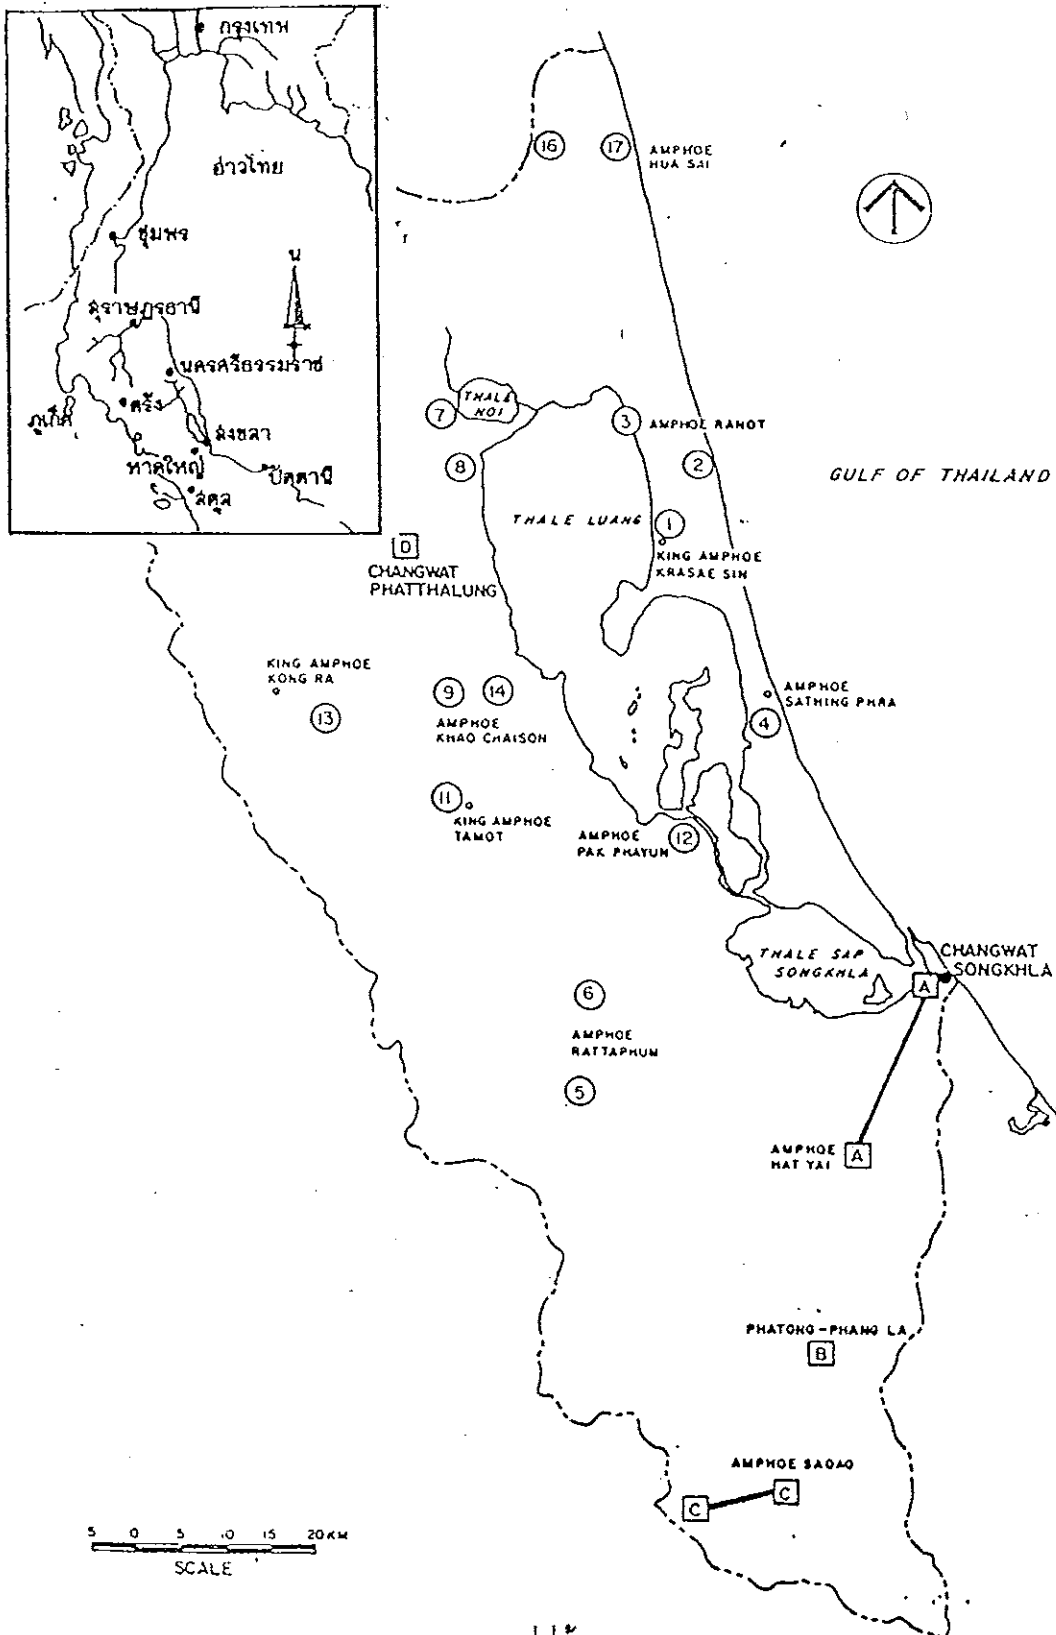 กรุงเทพ
อ่าวไทย
ชุมพร
น
สุราษฎรธานี
นครศรีธรรมราช
ตรัง
ภูเก็ต
สงขลา
หาดใหญ่
ปัตตานี
สตูล
16
17
AMPHOE
HUA SAI
THALE
NOI
7
3
AMPHOE RANOT
8
2
GULF OF THAILAND
THALE LUANG
1
KING AMPHOE
KRASAE SIN
D
CHANGWAT
PHATTHALUNG
KING AMPHOE
KONG RA
13
9
14
AMPHOE
KHAO CHAISON
AMPHOE
SATHING PHRA
4
11
KING AMPHOE
TAMOT
AMPHOE
PAK PHAYUN
12
THALE SAP
SONGKHLA
CHANGWAT
SONGKHLA
A
6
AMPHOE
RATTAPHUM
5
AMPHOE
HAT YAI
A
PHATONG-PHANG LA
B
AMPHOE SADAO
C
C
5 0 5 10 15 20 KM
SCALE